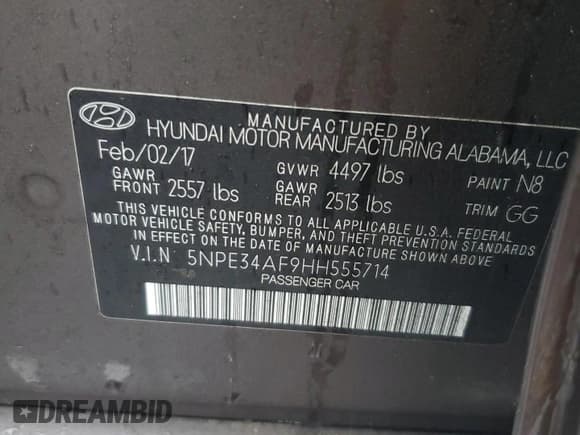 MANUFACTURED BY
HYUNDAI MOTOR MANUFACTURING ALABAMA, LLC
Feb/02/17 GVWR 4497 lbs PAINT N8
GAWR FRONT 2557 lbs GAWR REAR 2513 lbs TRIM GG
THIS VEHICLE CONFORMS TO ALL APPLICABLE U.S.A. FEDERAL
MOTOR VEHICLE SAFETY, BUMPER, AND THEFT PREVENTION STANDARDS
IN EFFECT ON THE DATE OF MANUFACTURE SHOWN ABOVE.
V.I.N 5NPE34AF9HH555714
PASSENGER CAR
DREAMBID